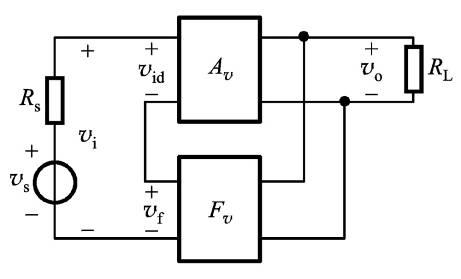 + + +
v_id A_v v_o R_L
R_s − −
v_i
+ +
v_s v_f F_v
− − −